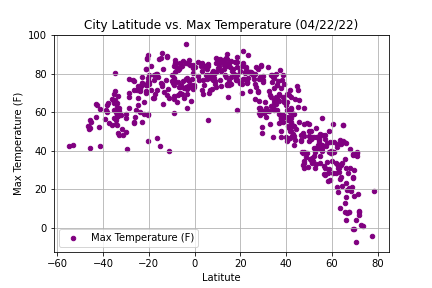 City Latitude vs. Max Temperature (04/22/22)
100
80
60
40
20
0
Max Temperature (F)
Max Temperature (F)
−60 −40 −20 0 20 40 60 80
Latitute